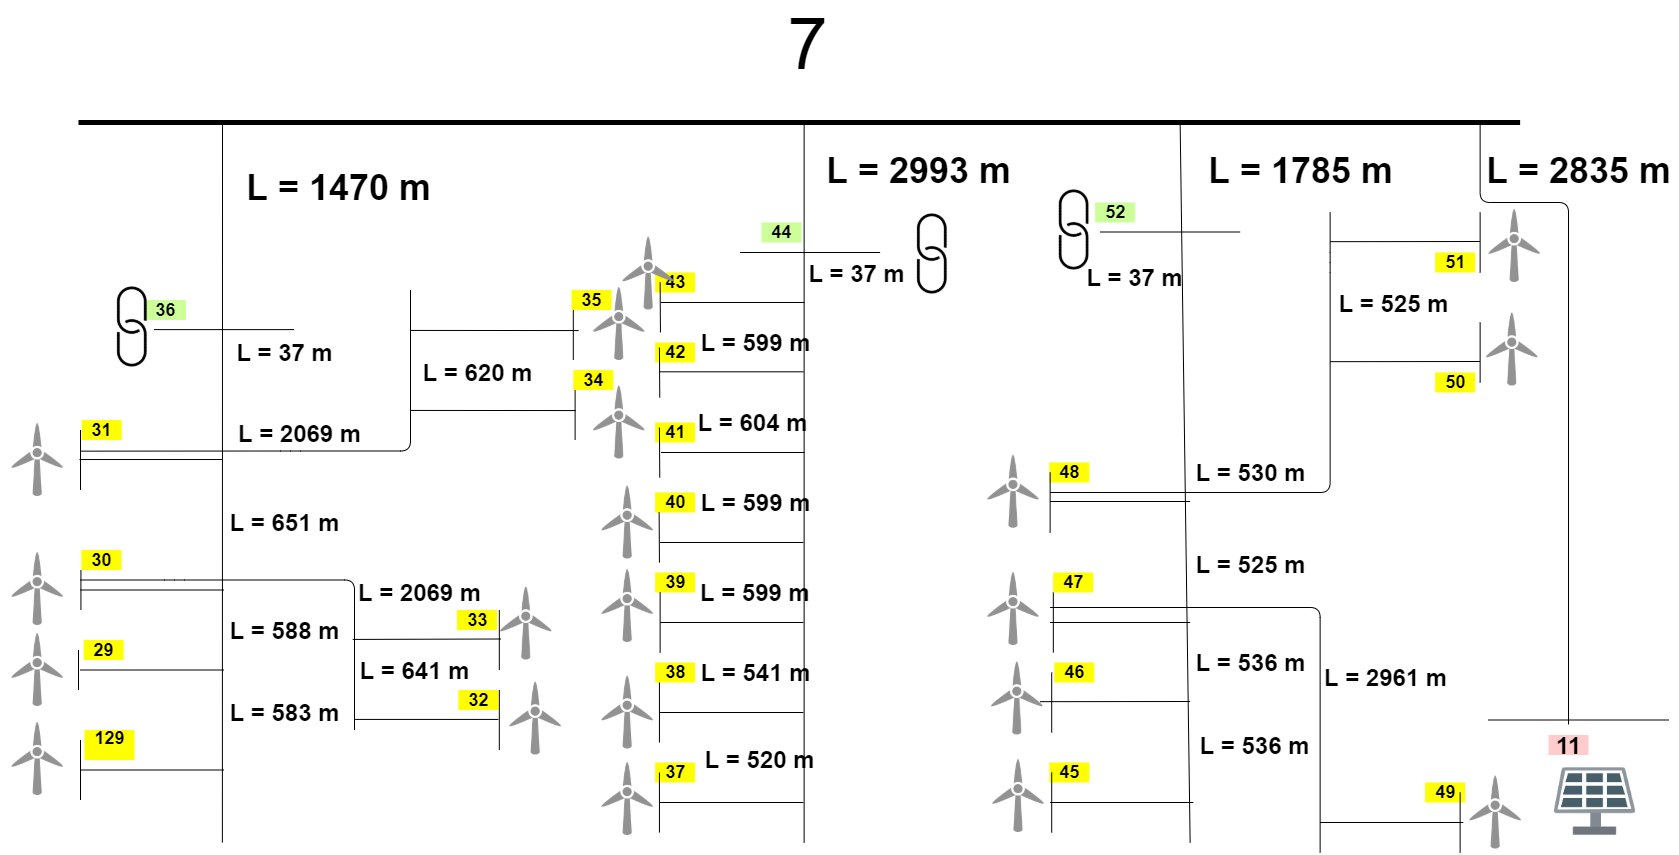 7
L = 1470 m
36
L = 37 m
35
L = 620 m
34
31
L = 2069 m
L = 651 m
30
L = 2069 m
33
L = 588 m
29
L = 641 m
32
L = 583 m
129
L = 2993 m
44
L = 37 m
43
L = 599 m
42
L = 604 m
41
L = 599 m
40
L = 599 m
39
L = 541 m
38
L = 520 m
37
L = 1785 m
52
L = 37 m
51
L = 525 m
50
L = 530 m
48
L = 525 m
47
L = 536 m
46
L = 2961 m
L = 536 m
45
49
L = 2835 m
11